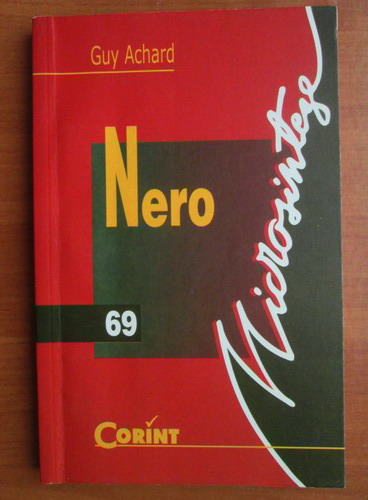 Guy Achard
Nero
Microsinteze
69
CORINT